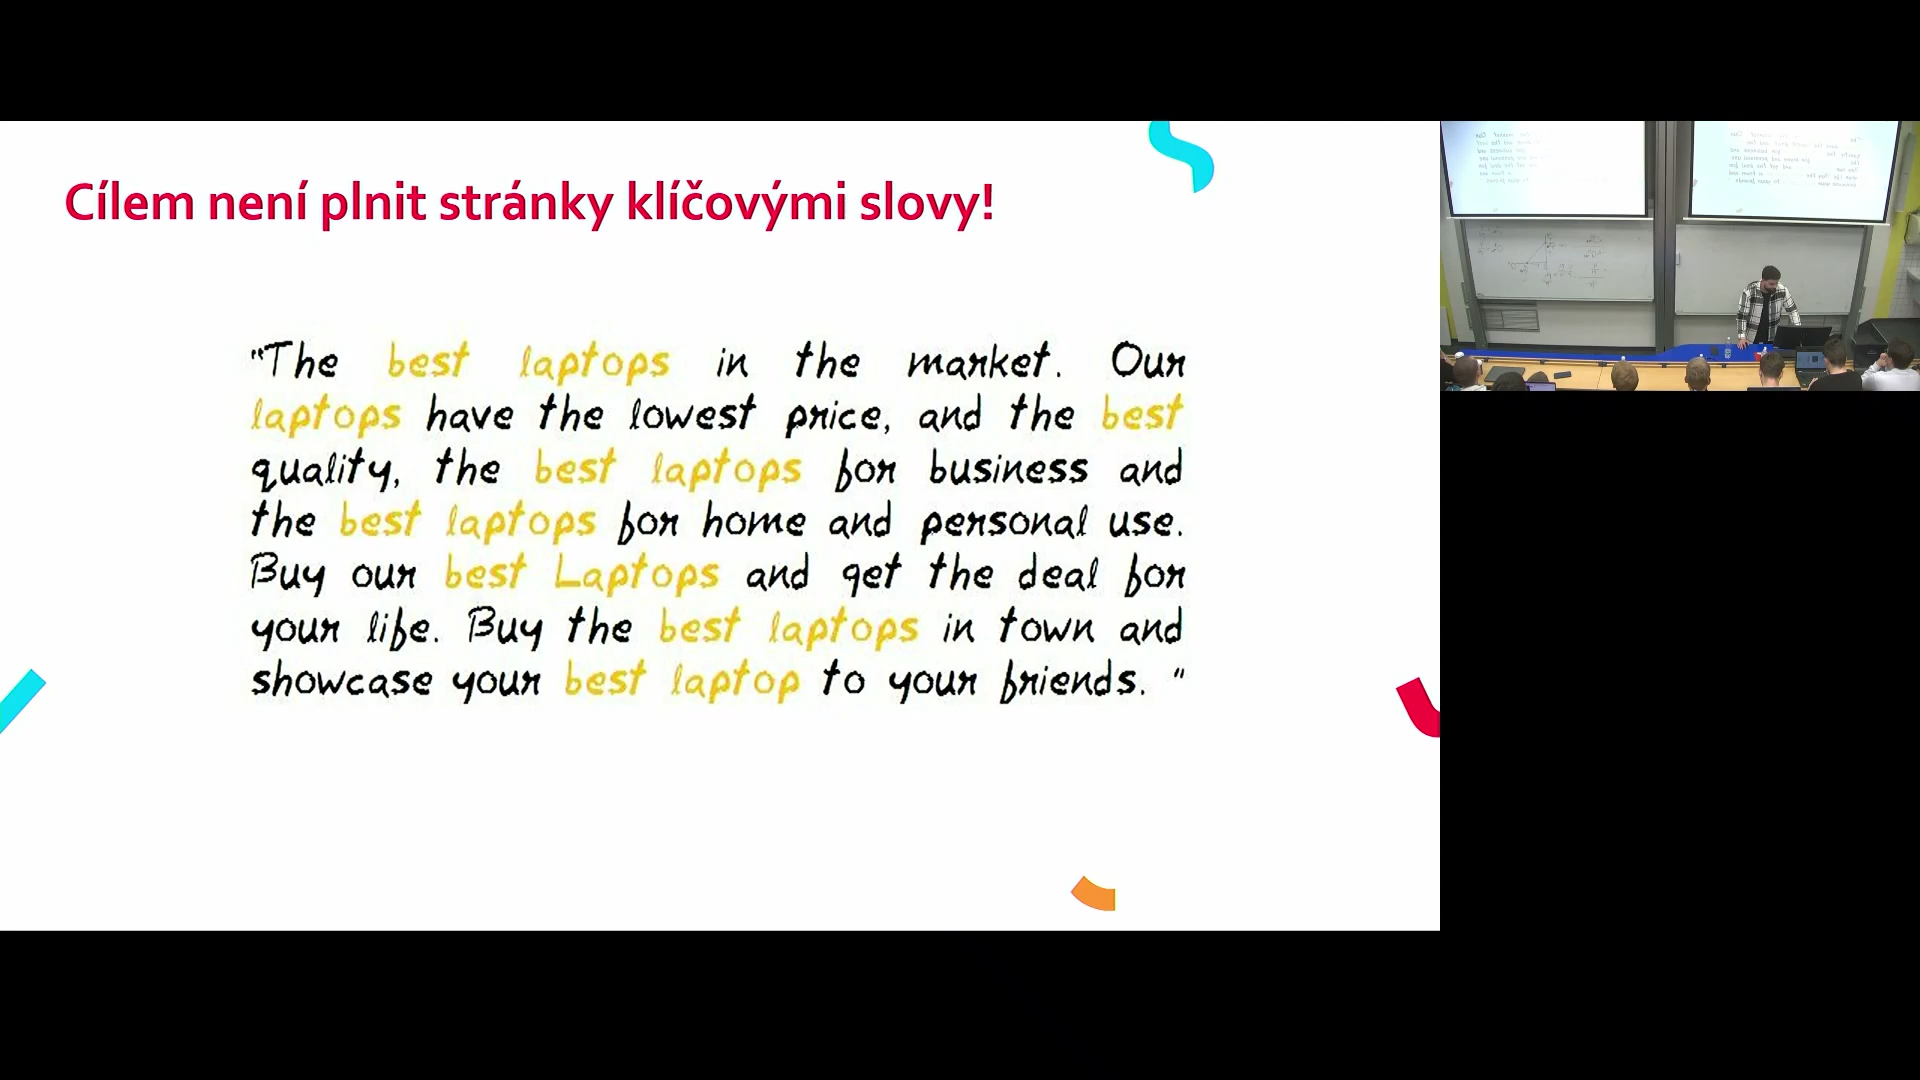 Cílem není plnit stránky klíčovými slovy!
"The best laptops in the market. Our
laptops have the lowest price, and the best
quality, the best laptops for business and
the best laptops for home and personal use.
Buy our best Laptops and get the deal for
your life. Buy the best laptops in town and
showcase your best laptop to your friends. "